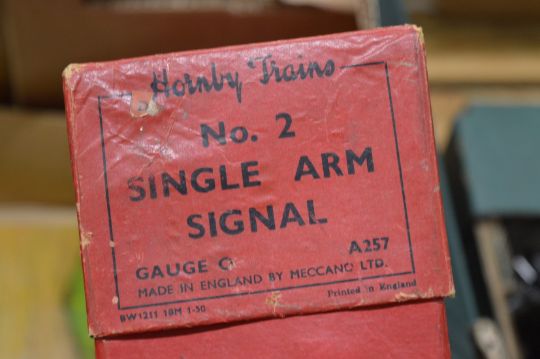 Hornby Trains
No. 2
SINGLE ARM
SIGNAL
GAUGE O A257
MADE IN ENGLAND BY MECCANO LTD.
BW1211 10M 1-50 Printed in England